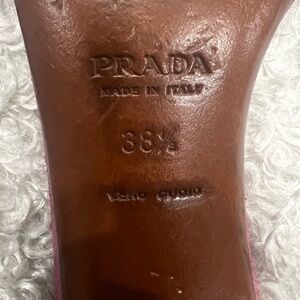 PRADA
MADE IN ITALY
38½
VERO CUOIO